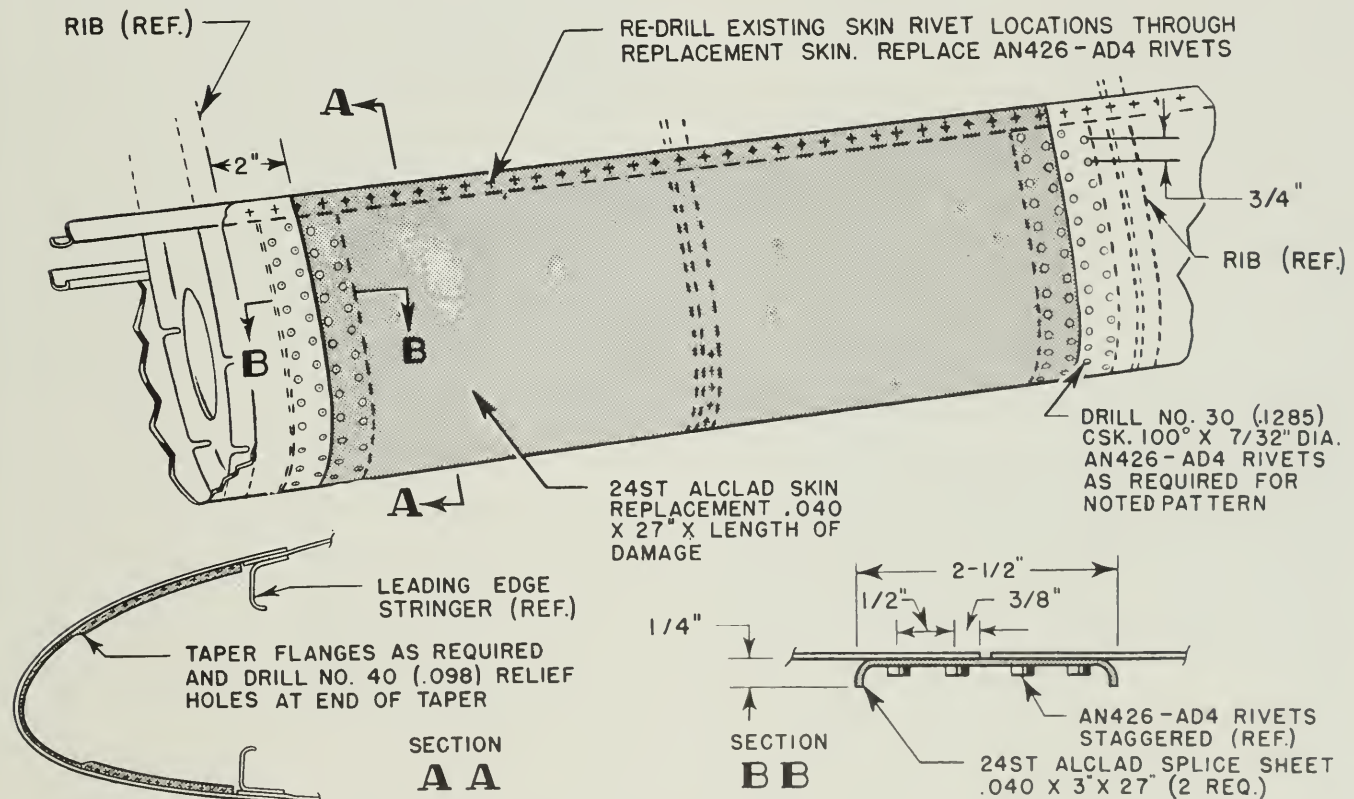 RIB (REF.)
RE-DRILL EXISTING SKIN RIVET LOCATIONS THROUGH
REPLACEMENT SKIN. REPLACE AN426-AD4 RIVETS
A
2"
3/4"
RIB (REF.)
B
B
DRILL NO. 30 (.1285)
CSK. 100° X 7/32" DIA.
AN426-AD4 RIVETS
AS REQUIRED FOR
NOTED PATTERN
A
24ST ALCLAD SKIN
REPLACEMENT .040
X 27" X LENGTH OF
DAMAGE
LEADING EDGE
STRINGER (REF.)
TAPER FLANGES AS REQUIRED
AND DRILL NO. 40 (.098) RELIEF
HOLES AT END OF TAPER
SECTION
A A
2-1/2"
1/2"
3/8"
1/4"
AN426-AD4 RIVETS
STAGGERED (REF.)
24ST ALCLAD SPLICE SHEET
.040 X 3" X 27" (2 REQ.)
SECTION
B B